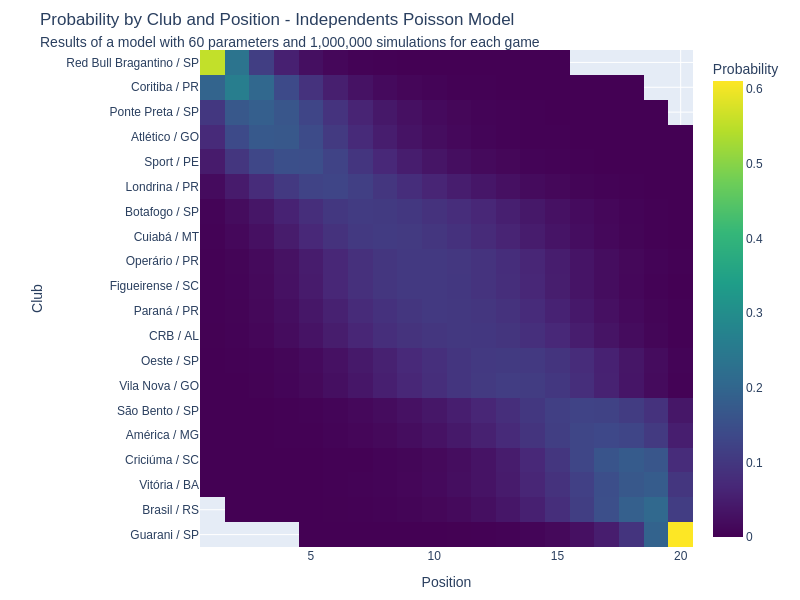 Probability by Club and Position - Independents Poisson Model
Results of a model with 60 parameters and 1,000,000 simulations for each game
Probability
Club
Red Bull Bragantino / SP
Coritiba / PR
Ponte Preta / SP
Atlético / GO
Sport / PE
Londrina / PR
Botafogo / SP
Cuiabá / MT
Operário / PR
Figueirense / SC
Paraná / PR
CRB / AL
Oeste / SP
Vila Nova / GO
São Bento / SP
América / MG
Criciúma / SC
Vitória / BA
Brasil / RS
Guarani / SP
5 10 15 20
Position
0.6
0.5
0.4
0.3
0.2
0.1
0